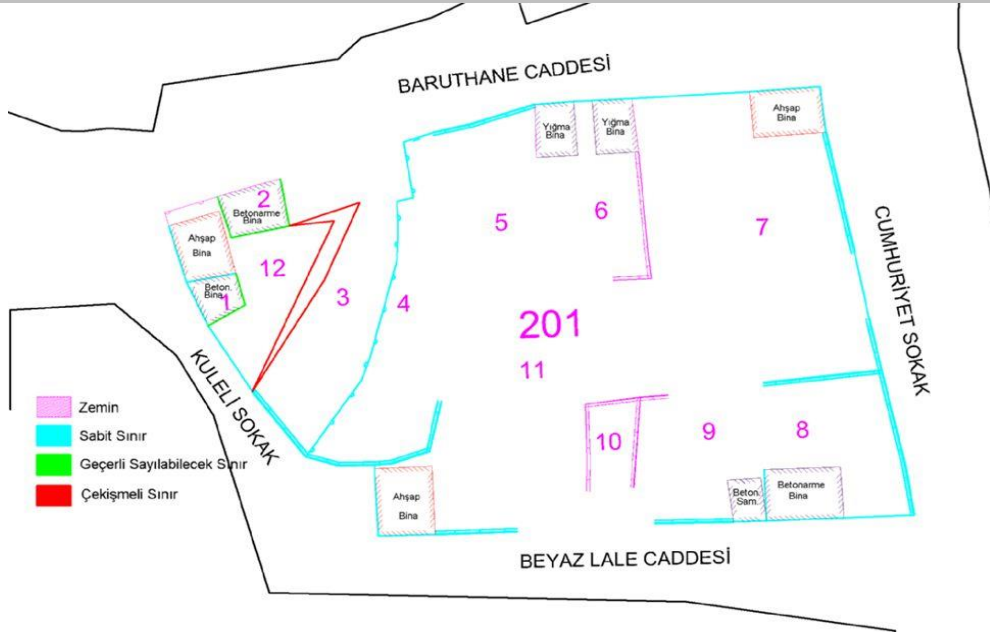 BARUTHANE CADDESİ
Yığma
Bina
Yığma
Bina
Ahşap
Bina
2
Betonarme
Bina
5
6
7
CUMHURİYET SOKAK
Ahşap
Bina
12
Beton.
Bina
1
3
4
201
11
KULELİ SOKAK
Zemin
Sabit Sınır
Geçerli Sayılabilecek Sınır
Çekişmeli Sınır
10
9
8
Ahşap
Bina
Beton.
Sam.
Betonarme
Bina
BEYAZ LALE CADDESİ